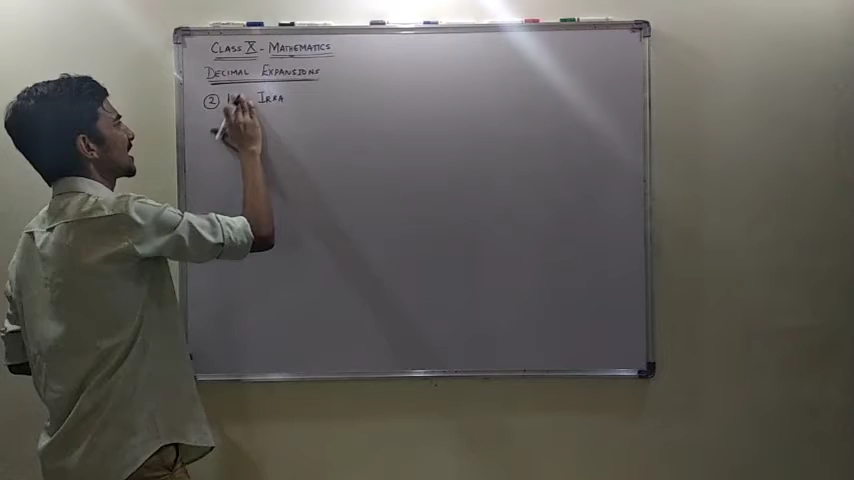 CLASS X - MATHEMATICS
DECIMAL EXPANSIONS
② IRRA